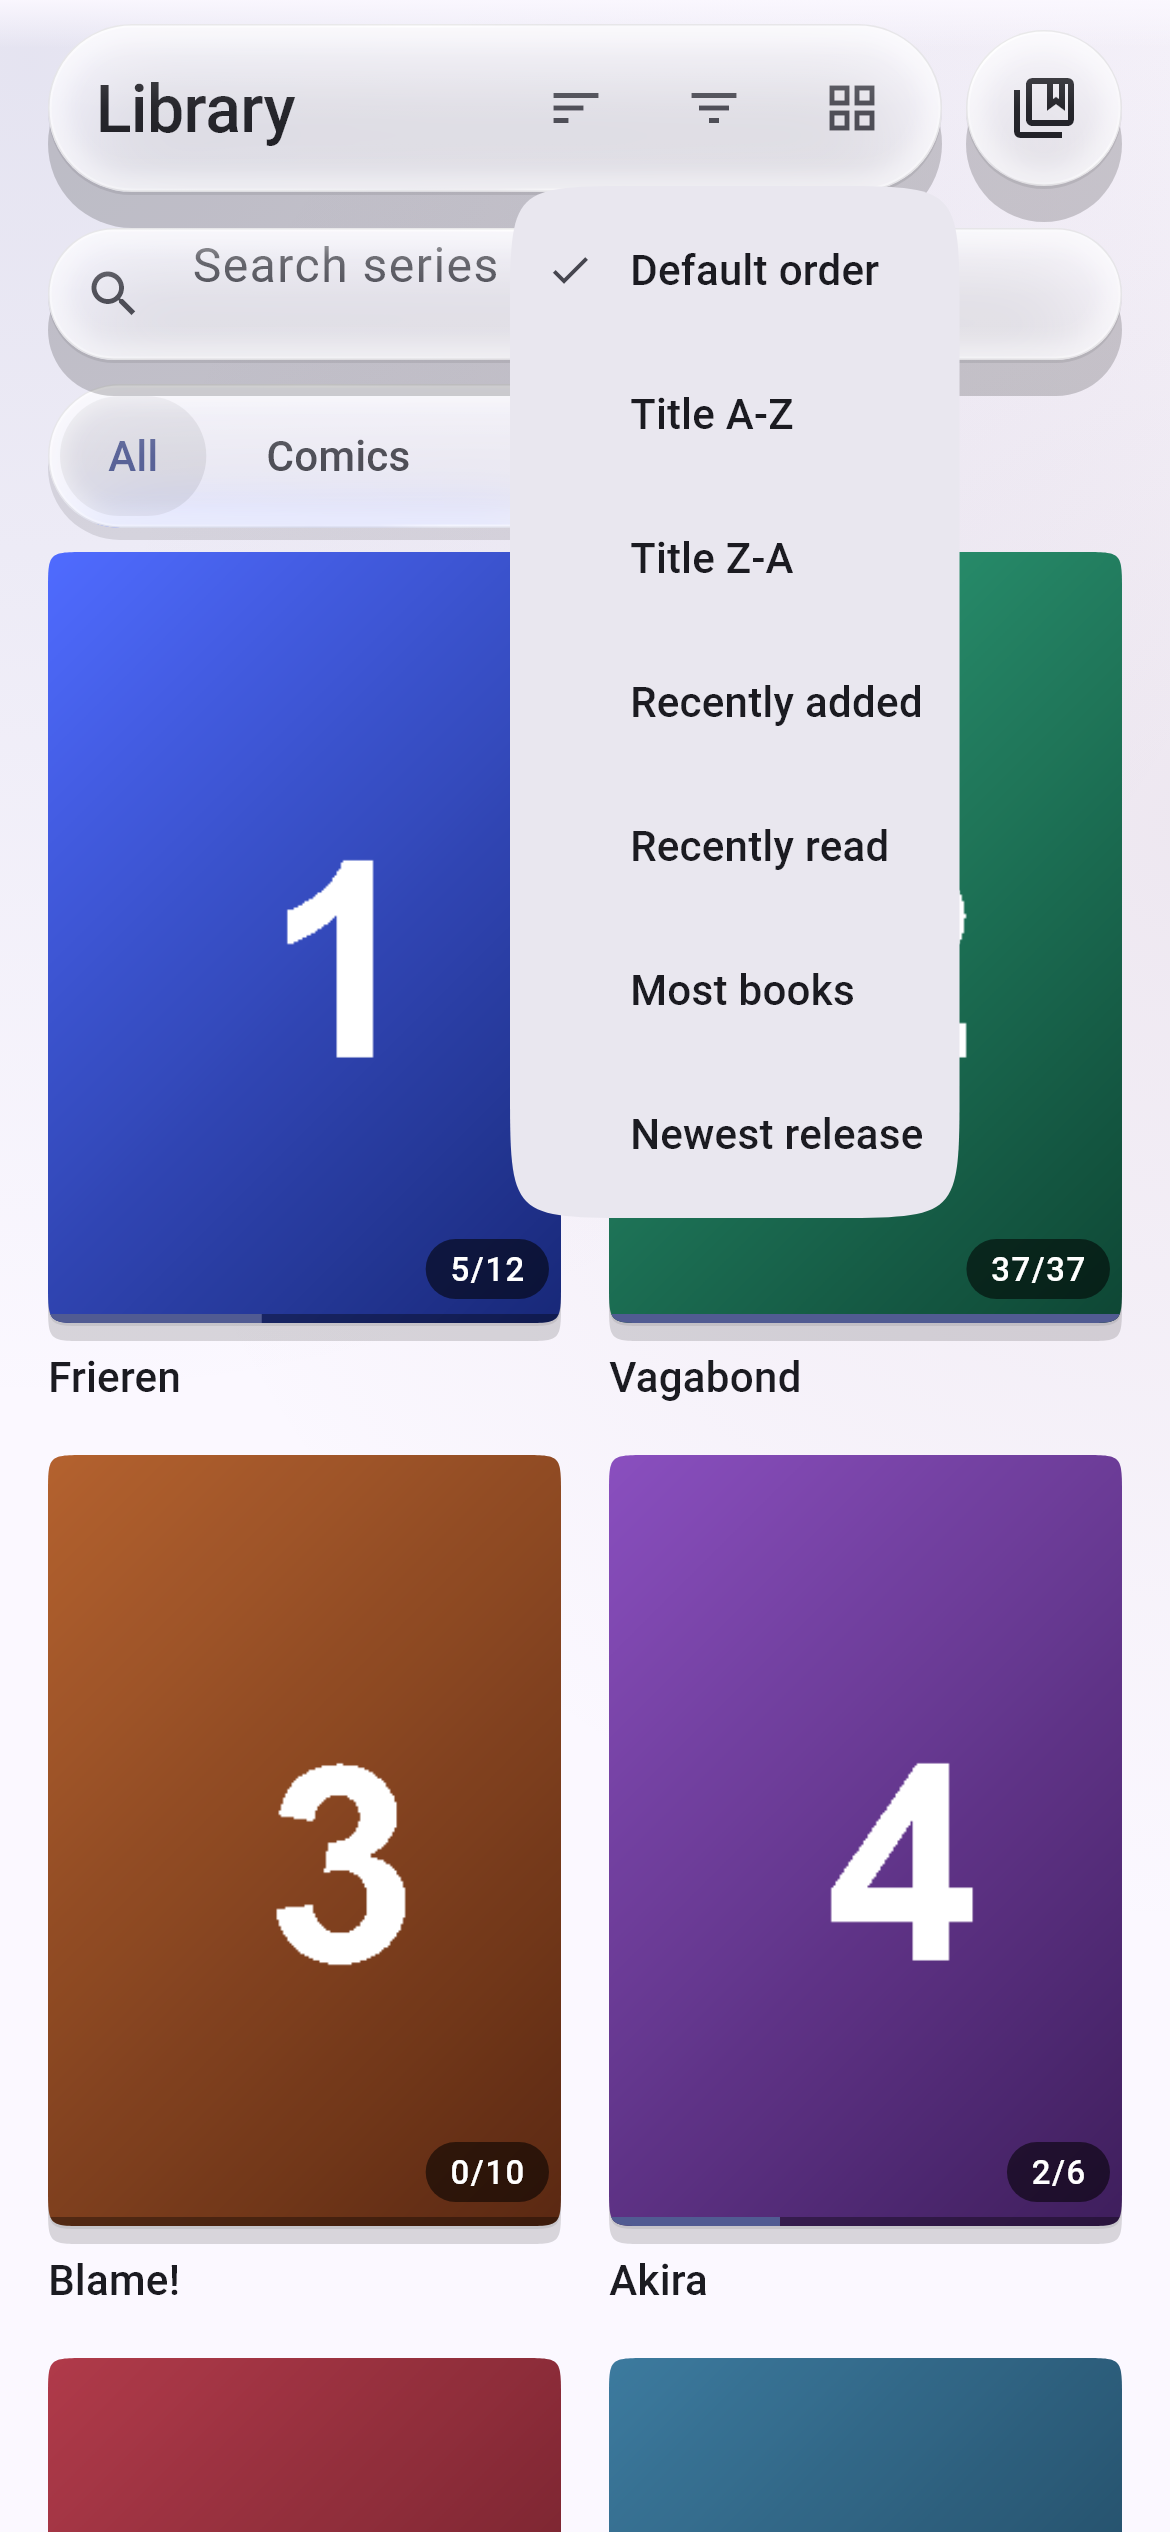 Library
Search series
All
Comics
Default order
Title A-Z
Title Z-A
Recently added
Recently read
Most books
Newest release
1
5/12
37/37
Frieren
Vagabond
3
4
0/10
2/6
Blame!
Akira